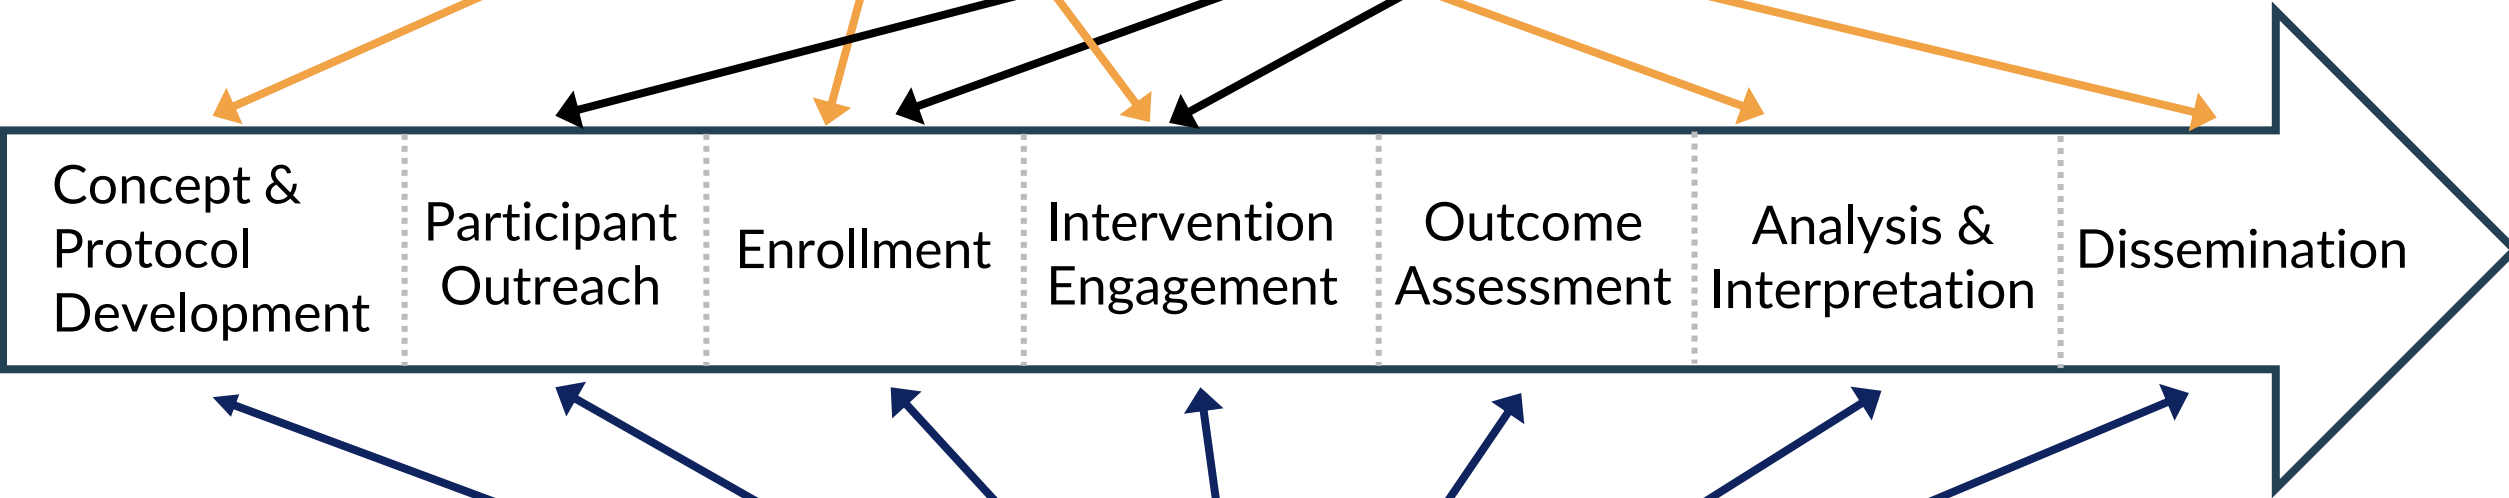 Concept &
Protocol
Development
Participant
Outreach
Enrollment
Intervention
Engagement
Outcome
Assessment
Analysis &
Interpretation
Dissemination